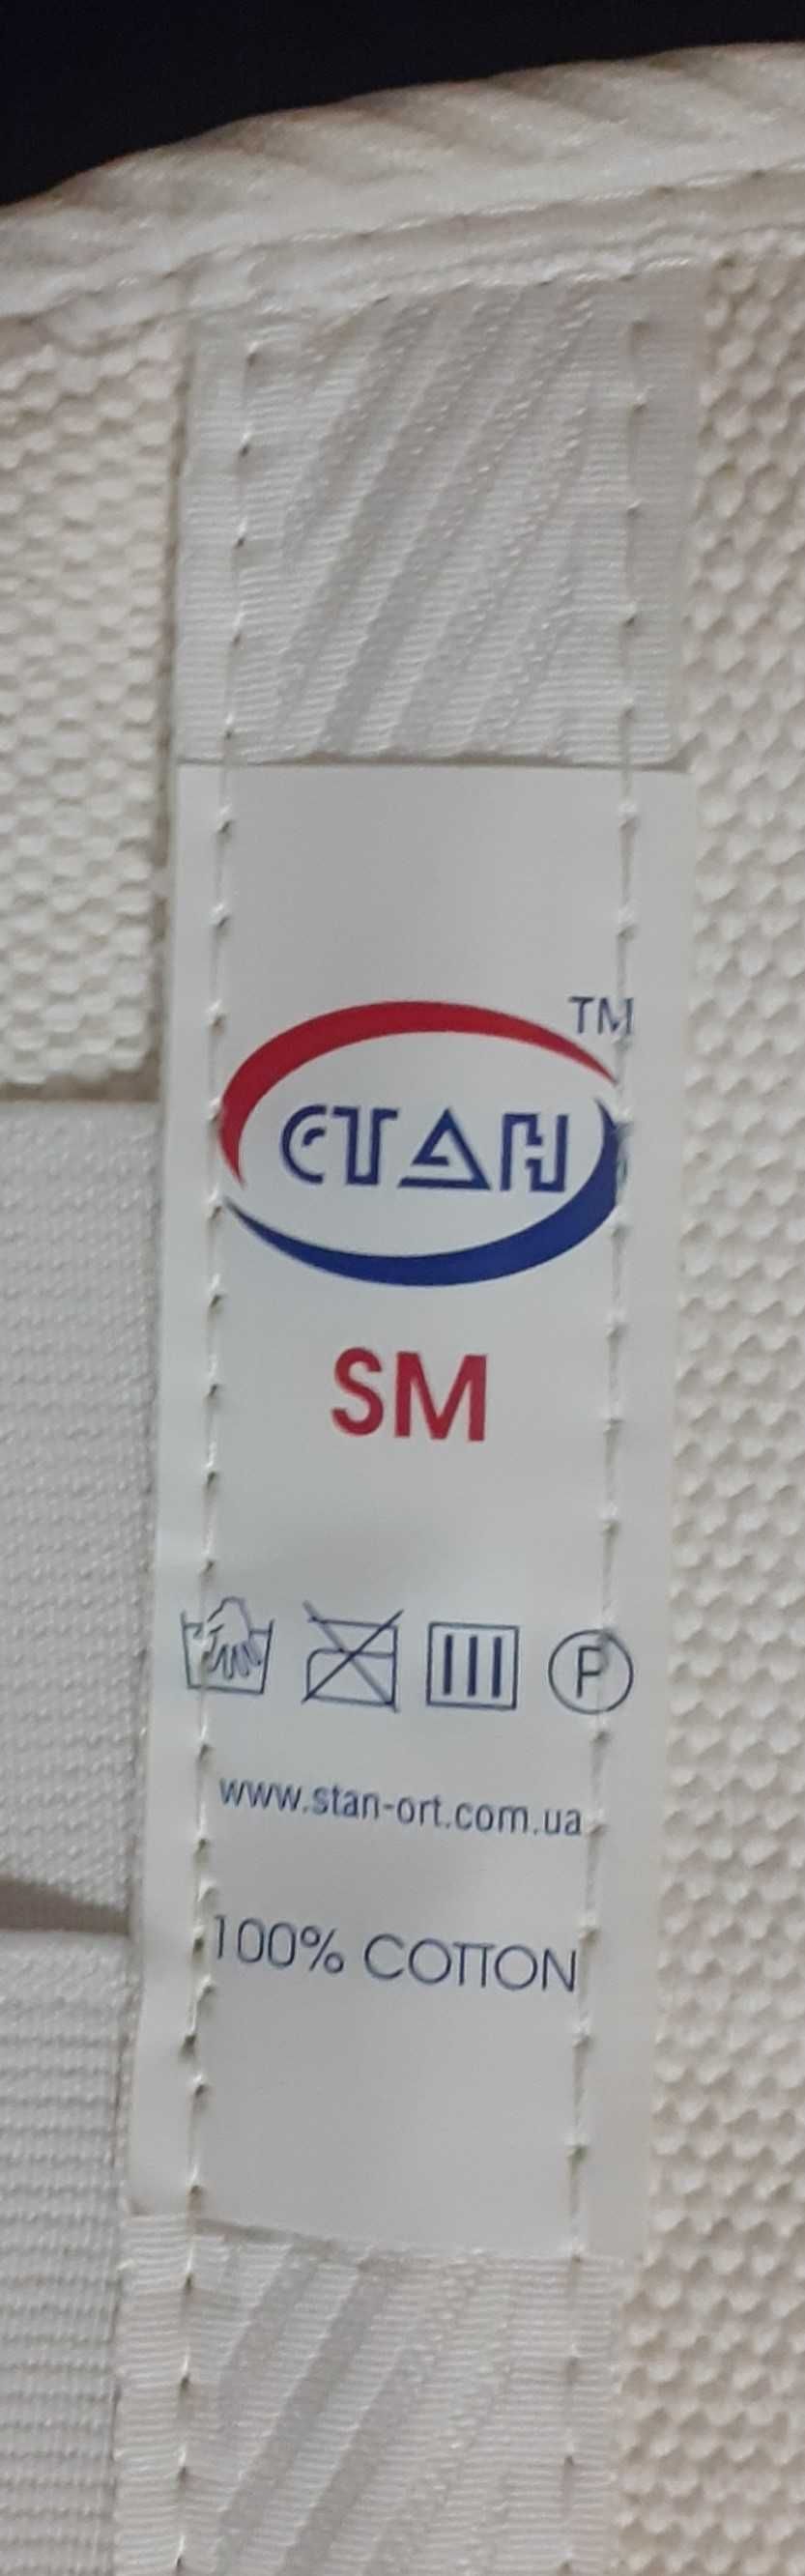 TM
СТАН
SM
P
www.stan-ort.com.ua
100% COTTON